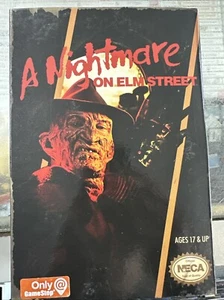 A Nightmare
ON ELM STREET
AGES 17 & UP
Only @
GameStop
NECA